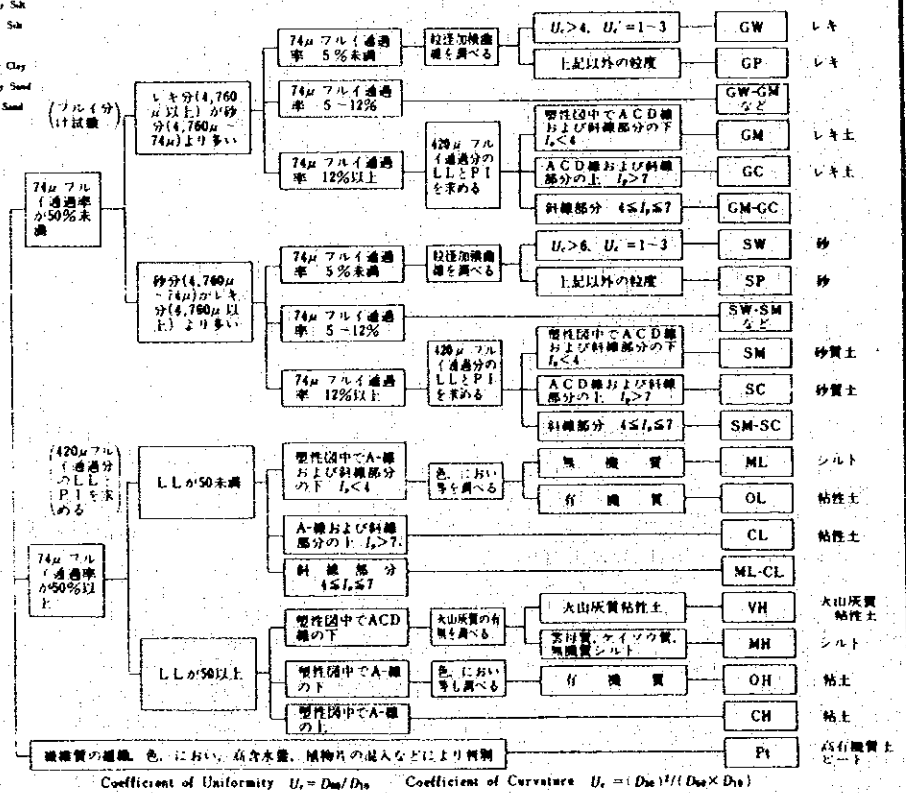 Silt
Clay
Sand
Sand
(フルイ分
け試験)
74μ フル
イ通過率
が50%未
満
レキ分(4,760
μ以上)が砂
分(4,760μ~
74μ)より多い
74μ フルイ通過
率 5%未満
粒径加積曲
線を調べる
Uc>4, Uc'=1~3
GW
レキ
上記以外の粒度
GP
レキ
74μ フルイ通過
率 5~12%
GW-GM
など
74μ フルイ通過
率 12%以上
420μ フル
イ通過分の
LLとPI
を求める
塑性図中でACD線
および斜線部分の下
Ip<4
GM
レキ土
ACD線および斜線
部分の上 Ip>7
GC
レキ土
斜線部分 4≦Ip≦7
GM-GC
砂分(4,760μ
~74μ)がレキ
分(4,760μ以
上)より多い
74μ フルイ通過
率 5%未満
粒径加積曲
線を調べる
Uc>6, Uc'=1~3
SW
砂
上記以外の粒度
SP
砂
74μ フルイ通過
率 5~12%
SW-SM
など
74μ フルイ通過
率 12%以上
420μ フル
イ通過分の
LLとPI
を求める
塑性図中でACD線
および斜線部分の下
Ip<4
SM
砂質土
ACD線および斜線
部分の上 Ip>7
SC
砂質土
斜線部分 4≦Ip≦7
SM-SC
(420μフル
イ通過分
のLLと
PIを求
める)
74μ フル
イ通過率
が50%以
上
LLが50未満
塑性図中でA-線
および斜線部分
の下 Ip<4
色,におい
等を調べる
無機質
ML
シルト
有機質
OL
粘性土
A-線および斜線
部分の上 Ip>7
CL
粘性土
斜線部分
4≦Ip≦7
ML-CL
LLが50以上
塑性図中でACD
線の下
火山灰質の有
無を調べる
火山灰質粘性土
VH
火山灰質
粘性土
雲母質,ケイソウ質,
無機質シルト
MH
シルト
塑性図中でA-線
の下
色,におい
等も調べる
有機質
OH
粘土
塑性図中でA-線
の上
CH
粘土
繊維質の組織,色,におい,高含水量,植物片の混入などにより判別
Pt
高有機質土
ピート
Coefficient of Uniformity Uc=D60/D10 Coefficient of Curvature Uc=(D30)²/(D60×D10)